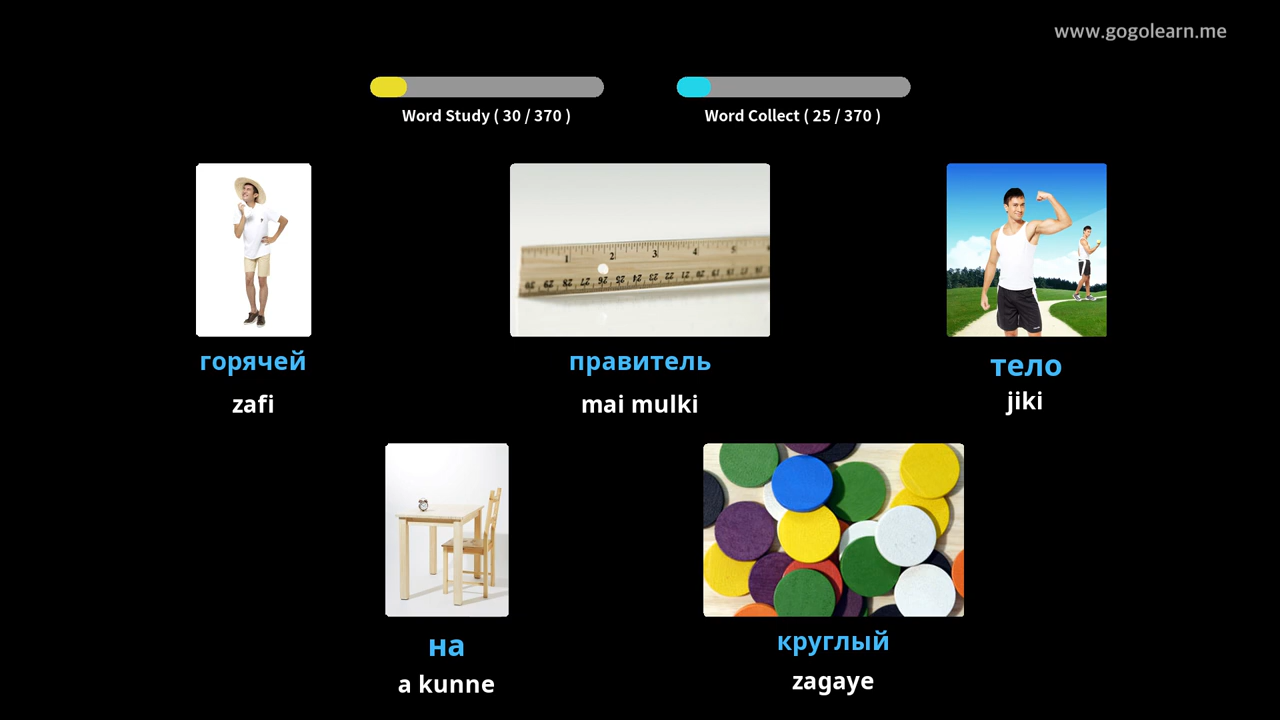 www.gogolearn.me
Word Study ( 30 / 370 )
Word Collect ( 25 / 370 )
горячей
zafi
правитель
mai mulki
тело
jiki
на
a kunne
круглый
zagaye